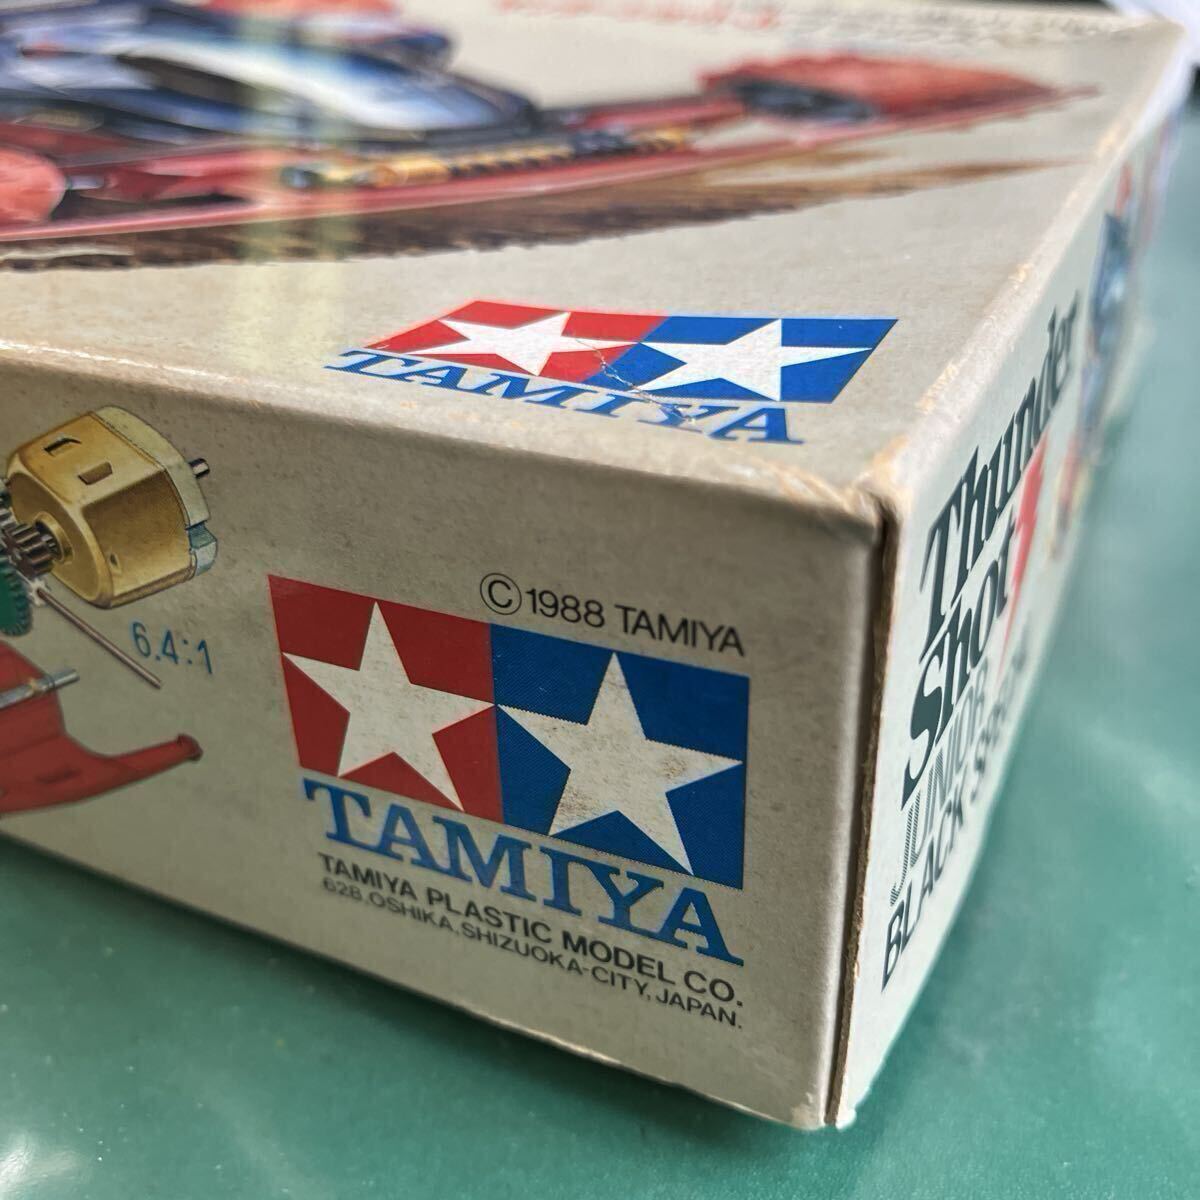 TAMIYA
6.4:1
©1988 TAMIYA
TAMIYA
TAMIYA PLASTIC MODEL CO.
628, OSHIKA, SHIZUOKA-CITY, JAPAN.
Thunder
Shot
JUNIOR
BLACK